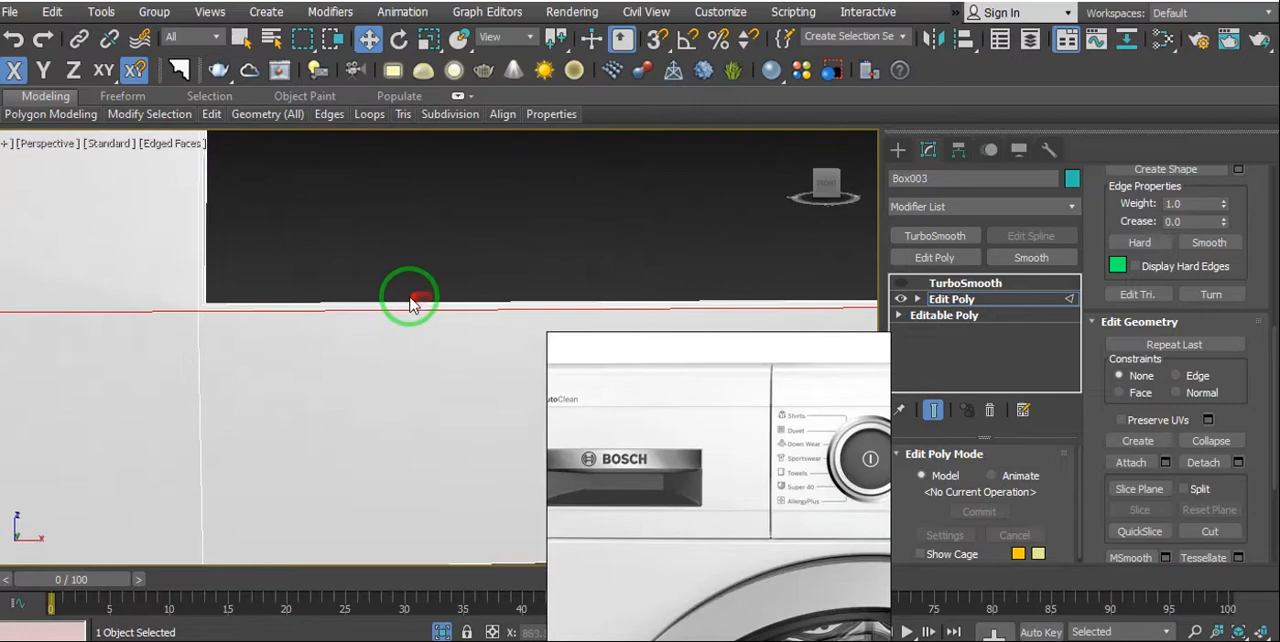 File Edit Tools Group Views Create Modifiers Animation Graph Editors Rendering Civil View Customize Scripting Interactive Sign In Workspaces: Default
All View Create Selection Se
X Y Z XY XY
Modeling Freeform Selection Object Paint Populate
Polygon Modeling Modify Selection Edit Geometry (All) Edges Loops Tris Subdivision Align Properties
+ ] [Perspective ] [Standard ] [Edged Faces ]
FRONT
Box003
Modifier List
TurboSmooth Edit Spline
Edit Poly Smooth
TurboSmooth
Edit Poly
Editable Poly
Edit Poly Mode
Model Animate
<No Current Operation>
Commit
Settings Cancel
Show Cage
Create Shape
Edge Properties
Weight: 1.0
Crease: 0.0
Hard Smooth
Display Hard Edges
Edit Tri. Turn
Edit Geometry
Repeat Last
Constraints
None Edge
Face Normal
Preserve UVs
Create Collapse
Attach Detach
Slice Plane Split
Slice Reset Plane
QuickSlice Cut
MSmooth Tessellate
utoClean
BOSCH
Shirts
Duvet
Down Wear
Sportswear
Towels
Super 40
AllergyPlus
z
x
< 0 / 100 >
0 5 10 15 20 25 30 35 40 75 80 85 90 95 100
1 Object Selected X: 863. Auto Key Selected